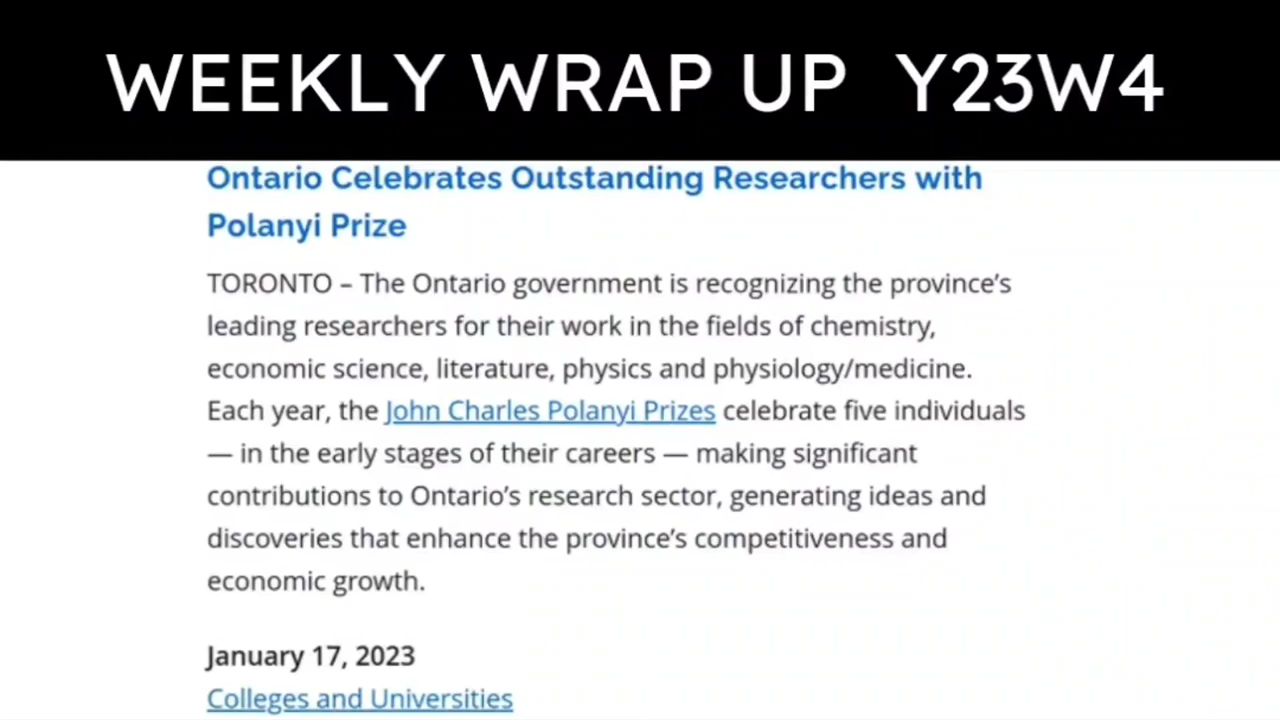 WEEKLY WRAP UP Y23W4
Ontario Celebrates Outstanding Researchers with
Polanyi Prize
TORONTO – The Ontario government is recognizing the province’s
leading researchers for their work in the fields of chemistry,
economic science, literature, physics and physiology/medicine.
Each year, the John Charles Polanyi Prizes celebrate five individuals
— in the early stages of their careers — making significant
contributions to Ontario’s research sector, generating ideas and
discoveries that enhance the province’s competitiveness and
economic growth.
January 17, 2023
Colleges and Universities